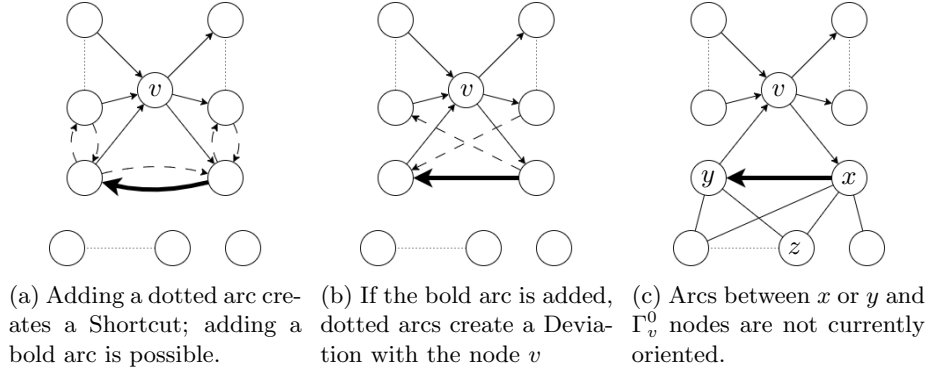 v
v
v
y
x
z
(a) Adding a dotted arc cre-
ates a Shortcut; adding a
bold arc is possible.
(b) If the bold arc is added,
dotted arcs create a Devia-
tion with the node v
(c) Arcs between x or y and
Γ⁰ᵥ nodes are not currently
oriented.